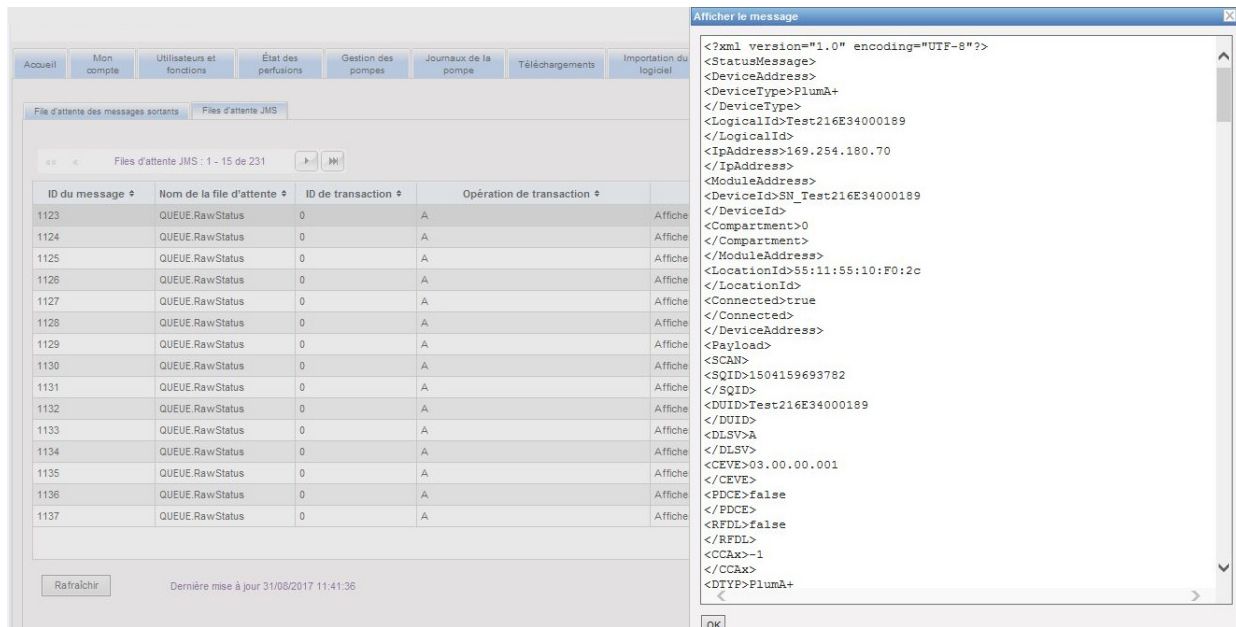 Accueil
Mon compte
Utilisateurs et fonctions
État des perfusions
Gestion des pompes
Journaux de la pompe
Téléchargements
Importation du logiciel
File d'attente des messages sortants
Files d'attente JMS
<< < Files d'attente JMS : 1 - 15 de 231
ID du message Nom de la file d'attente ID de transaction Opération de transaction
1123 QUEUE.RawStatus 0 A Affiche
1124 QUEUE.RawStatus 0 A Affiche
1125 QUEUE.RawStatus 0 A Affiche
1126 QUEUE.RawStatus 0 A Affiche
1127 QUEUE.RawStatus 0 A Affiche
1128 QUEUE.RawStatus 0 A Affiche
1129 QUEUE.RawStatus 0 A Affiche
1130 QUEUE.RawStatus 0 A Affiche
1131 QUEUE.RawStatus 0 A Affiche
1132 QUEUE.RawStatus 0 A Affiche
1133 QUEUE.RawStatus 0 A Affiche
1134 QUEUE.RawStatus 0 A Affiche
1135 QUEUE.RawStatus 0 A Affiche
1136 QUEUE.RawStatus 0 A Affiche
1137 QUEUE.RawStatus 0 A Affiche
Rafraîchir Dernière mise à jour 31/08/2017 11:41:36
Afficher le message
<?xml version="1.0" encoding="UTF-8"?>
<StatusMessage>
<DeviceAddress>
<DeviceType>PlumA+
</DeviceType>
<LogicalId>Test216E34000189
</LogicalId>
<IpAddress>169.254.180.70
</IpAddress>
<ModuleAddress>
<DeviceId>SN_Test216E34000189
</DeviceId>
<Compartment>0
</Compartment>
</ModuleAddress>
<LocationId>55:11:55:10:F0:2c
</LocationId>
<Connected>true
</Connected>
</DeviceAddress>
<Payload>
<SCAN>
<SQID>1504159693782
</SQID>
<DUID>Test216E34000189
</DUID>
<DLSV>A
</DLSV>
<CEVE>03.00.00.001
</CEVE>
<PDCE>false
</PDCE>
<RFDL>false
</RFDL>
<CCAx>-1
</CCAx>
<DTYP>PlumA+
OK